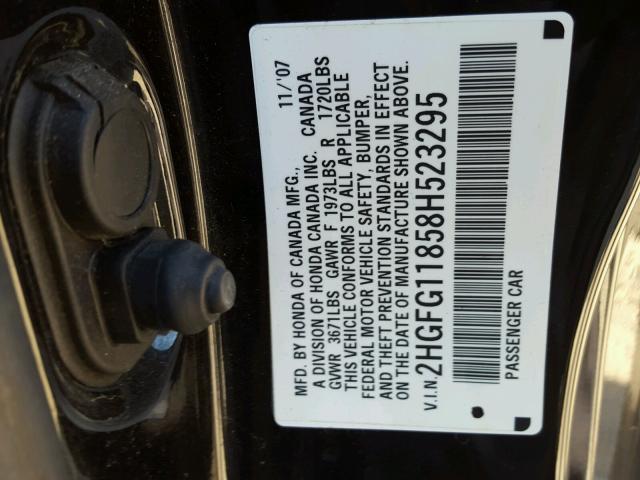 11/'07
MFD. BY HONDA OF CANADA MFG.,
A DIVISION OF HONDA CANADA INC. CANADA
GVWR 3671LBS GAWR F 1973LBS R 1720LBS
THIS VEHICLE CONFORMS TO ALL APPLICABLE
FEDERAL MOTOR VEHICLE SAFETY, BUMPER,
AND THEFT PREVENTION STANDARDS IN EFFECT
ON THE DATE OF MANUFACTURE SHOWN ABOVE.
V.I.N. 2HGFG11858H523295
PASSENGER CAR